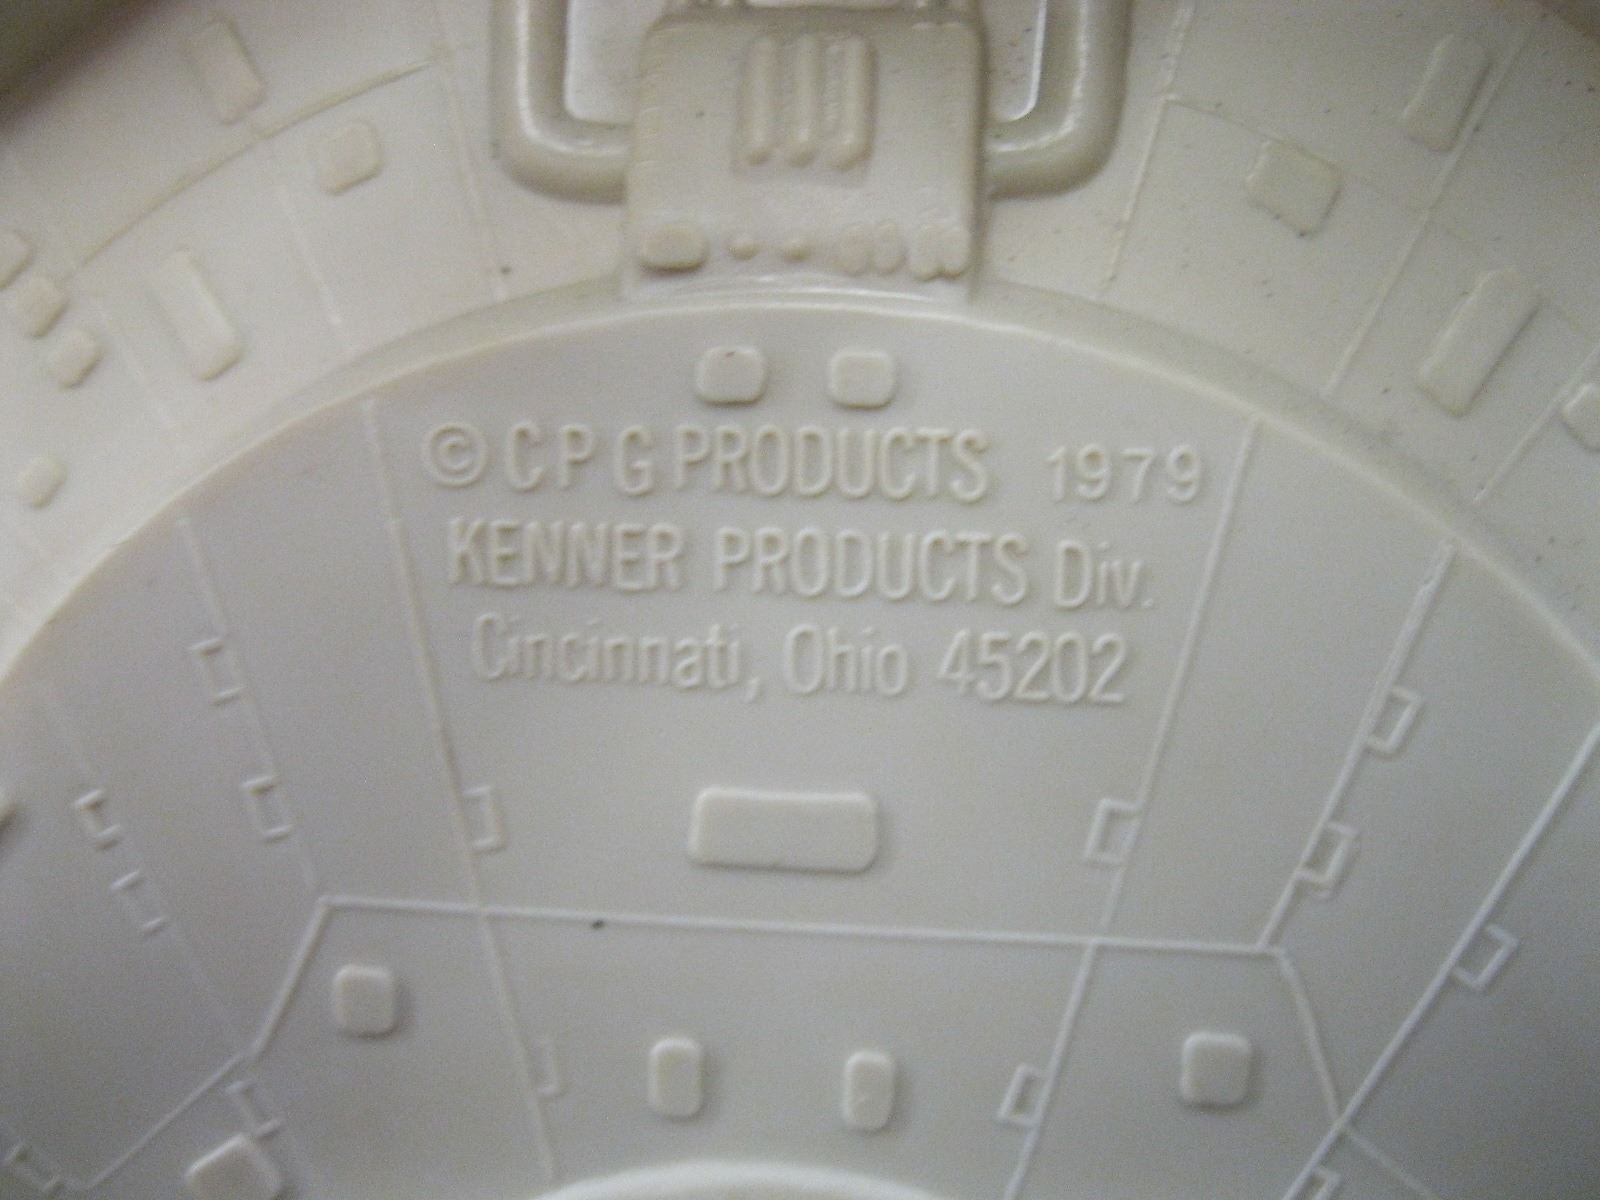 © C P G PRODUCTS 1979
KENNER PRODUCTS Div.
Cincinnati, Ohio 45202